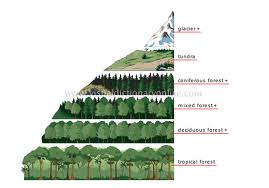 glacier +
tundra
coniferous forest +
mixed forest +
deciduous forest +
tropical forest